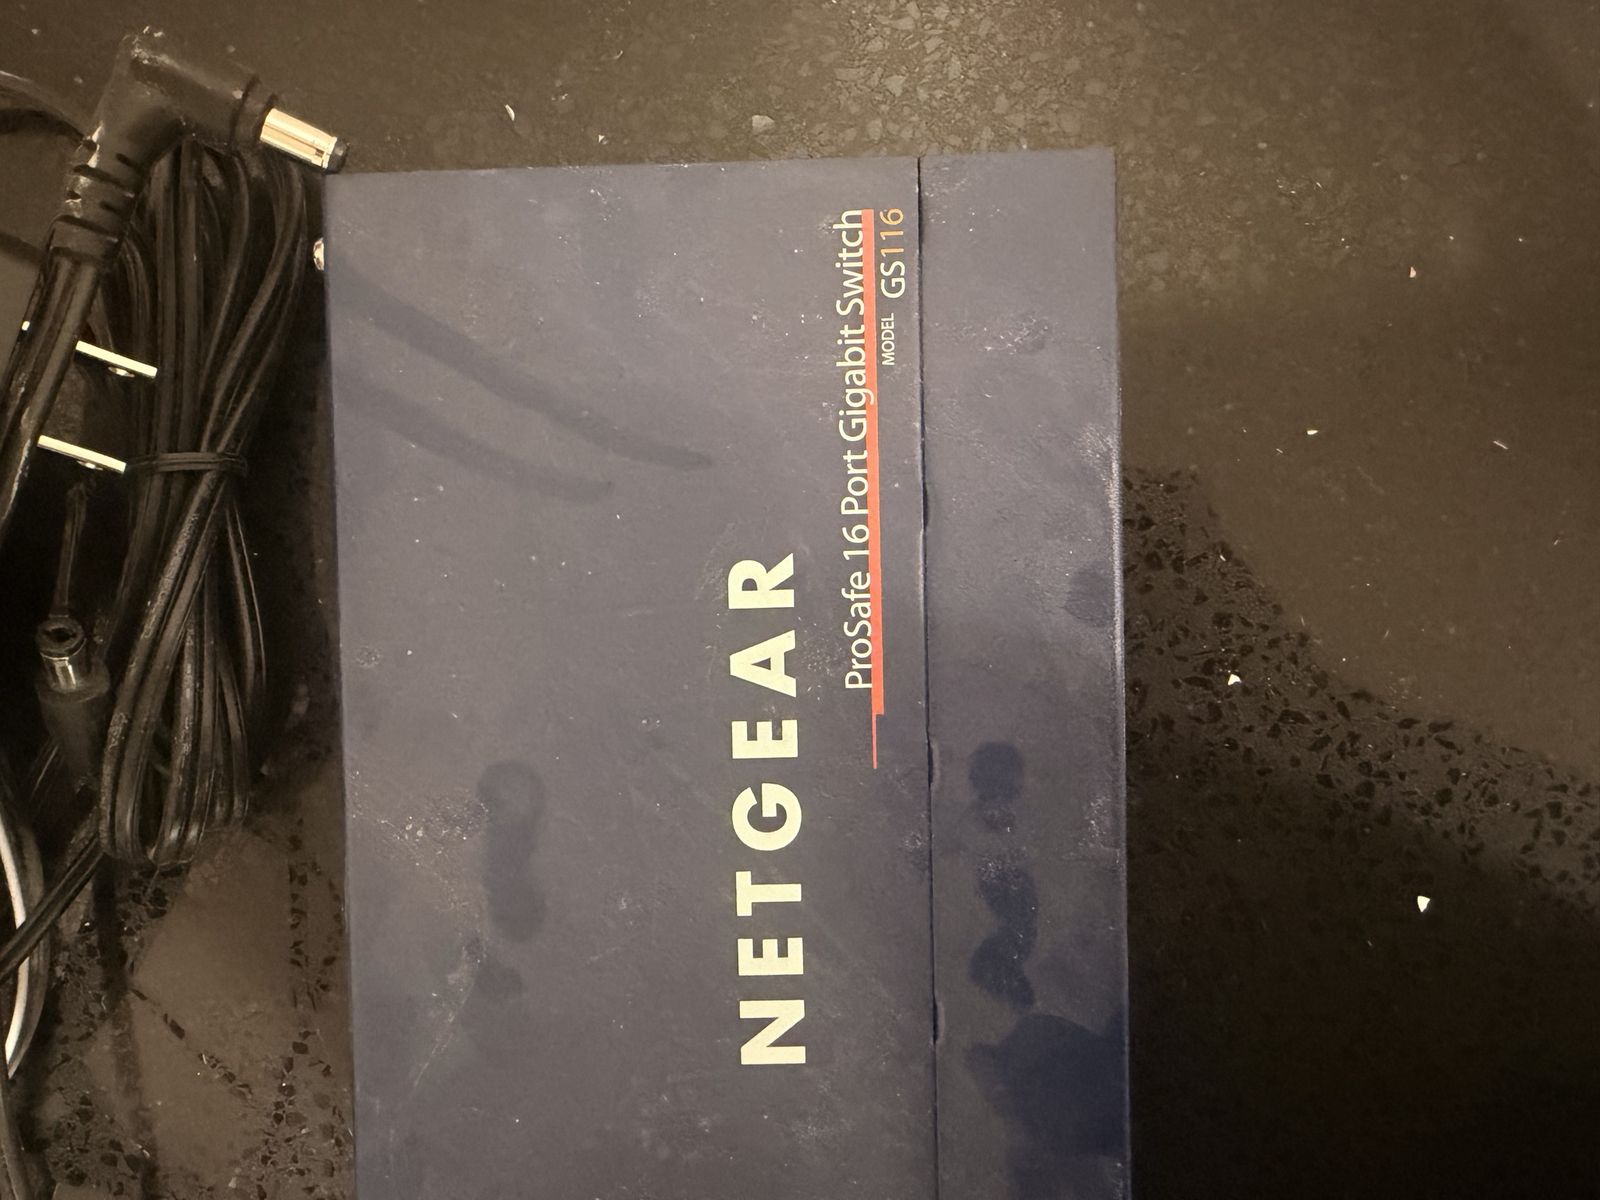 NETGEAR
ProSafe 16 Port Gigabit Switch
MODEL GS116